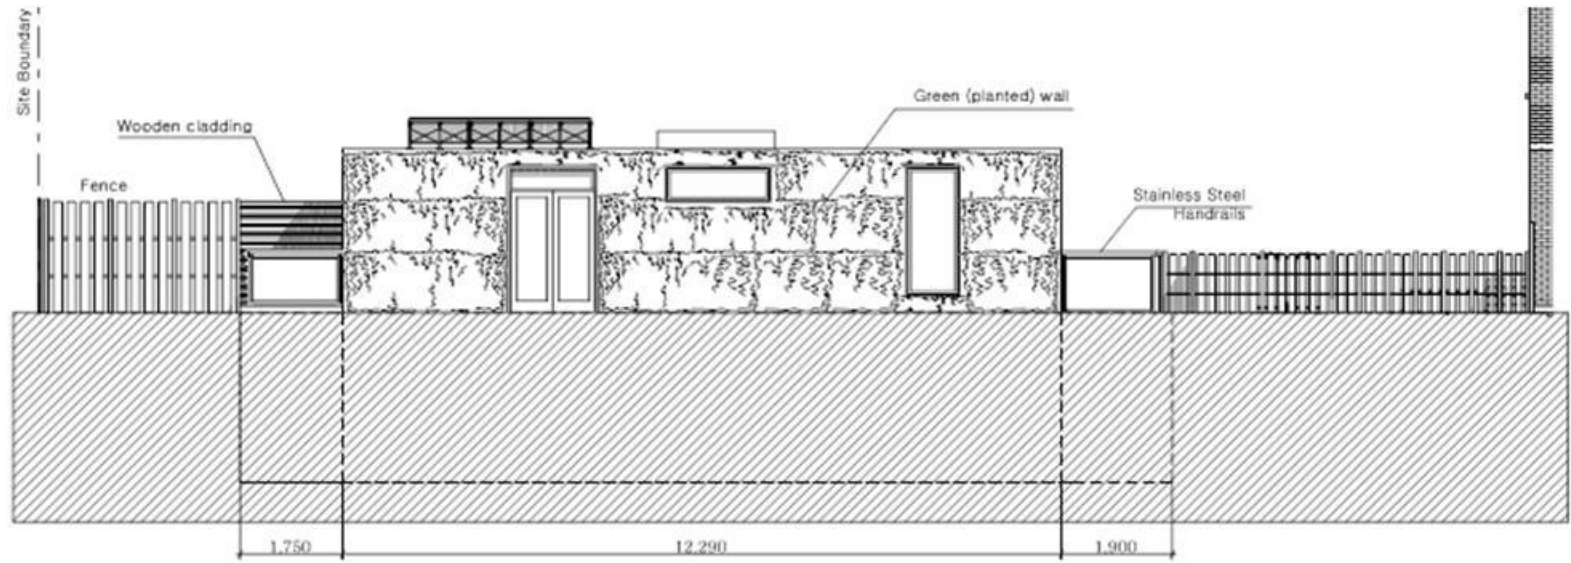 Site Boundary
Green (planted) wall
Wooden cladding
Fence
Stainless Steel
Handrails
1.750
12.290
1.900